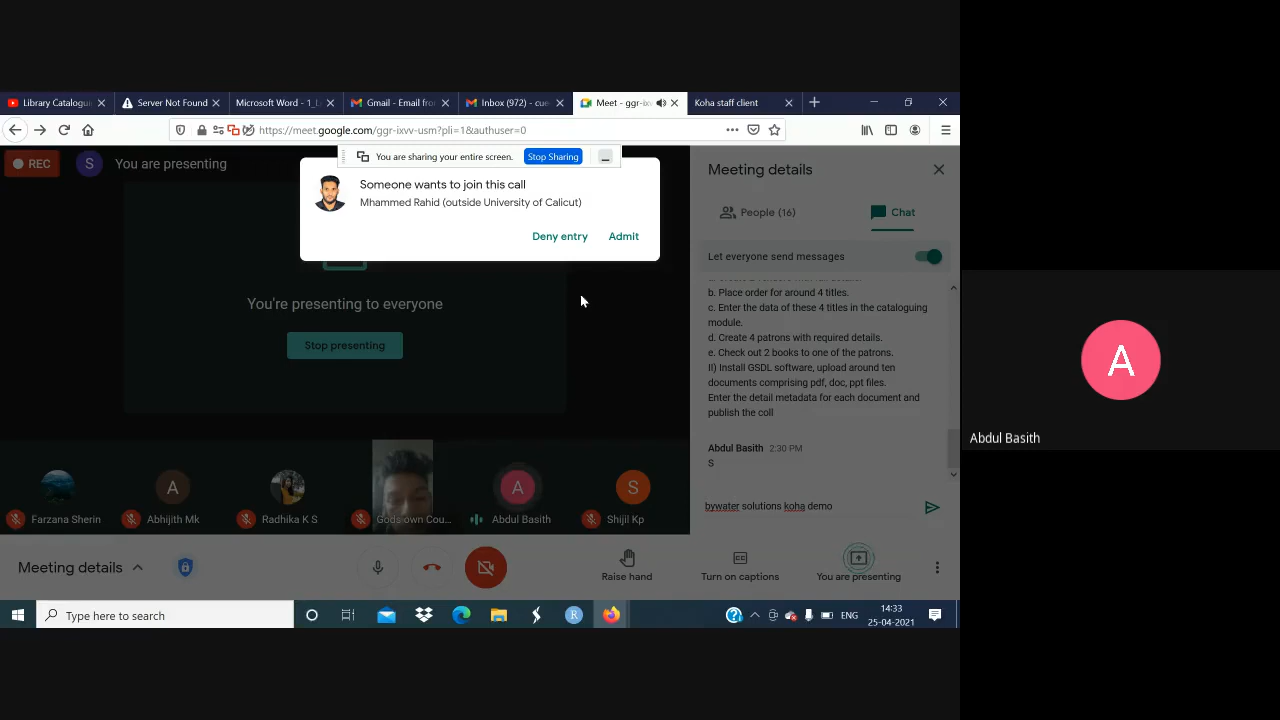 Library Catalogu
Server Not Found
Microsoft Word - 1_L
Gmail - Email fro
Inbox (972) - cue
Meet - ggr-ixv
Koha staff client
https://meet.google.com/ggr-ixvv-usm?pli=1&authuser=0
REC
S
You are presenting
You are sharing your entire screen.
Stop Sharing
Someone wants to join this call
Mhammed Rahid (outside University of Calicut)
Deny entry
Admit
You're presenting to everyone
Stop presenting
Meeting details
People (16)
Chat
Let everyone send messages
b. Place order for around 4 titles.
c. Enter the data of these 4 titles in the cataloguing
module.
d. Create 4 patrons with required details.
e. Check out 2 books to one of the patrons.
II) Install GSDL software, upload around ten
documents comprising pdf, doc, ppt files.
Enter the detail metadata for each document and
publish the coll
Abdul Basith 2:30 PM
S
bywater solutions koha demo
Farzana Sherin
A
Abhijith Mk
Radhika K S
Gods own Cou...
A
Abdul Basith
S
Shijil Kp
Meeting details
Raise hand
Turn on captions
You are presenting
Type here to search
R
ENG
14:33
25-04-2021
A
Abdul Basith